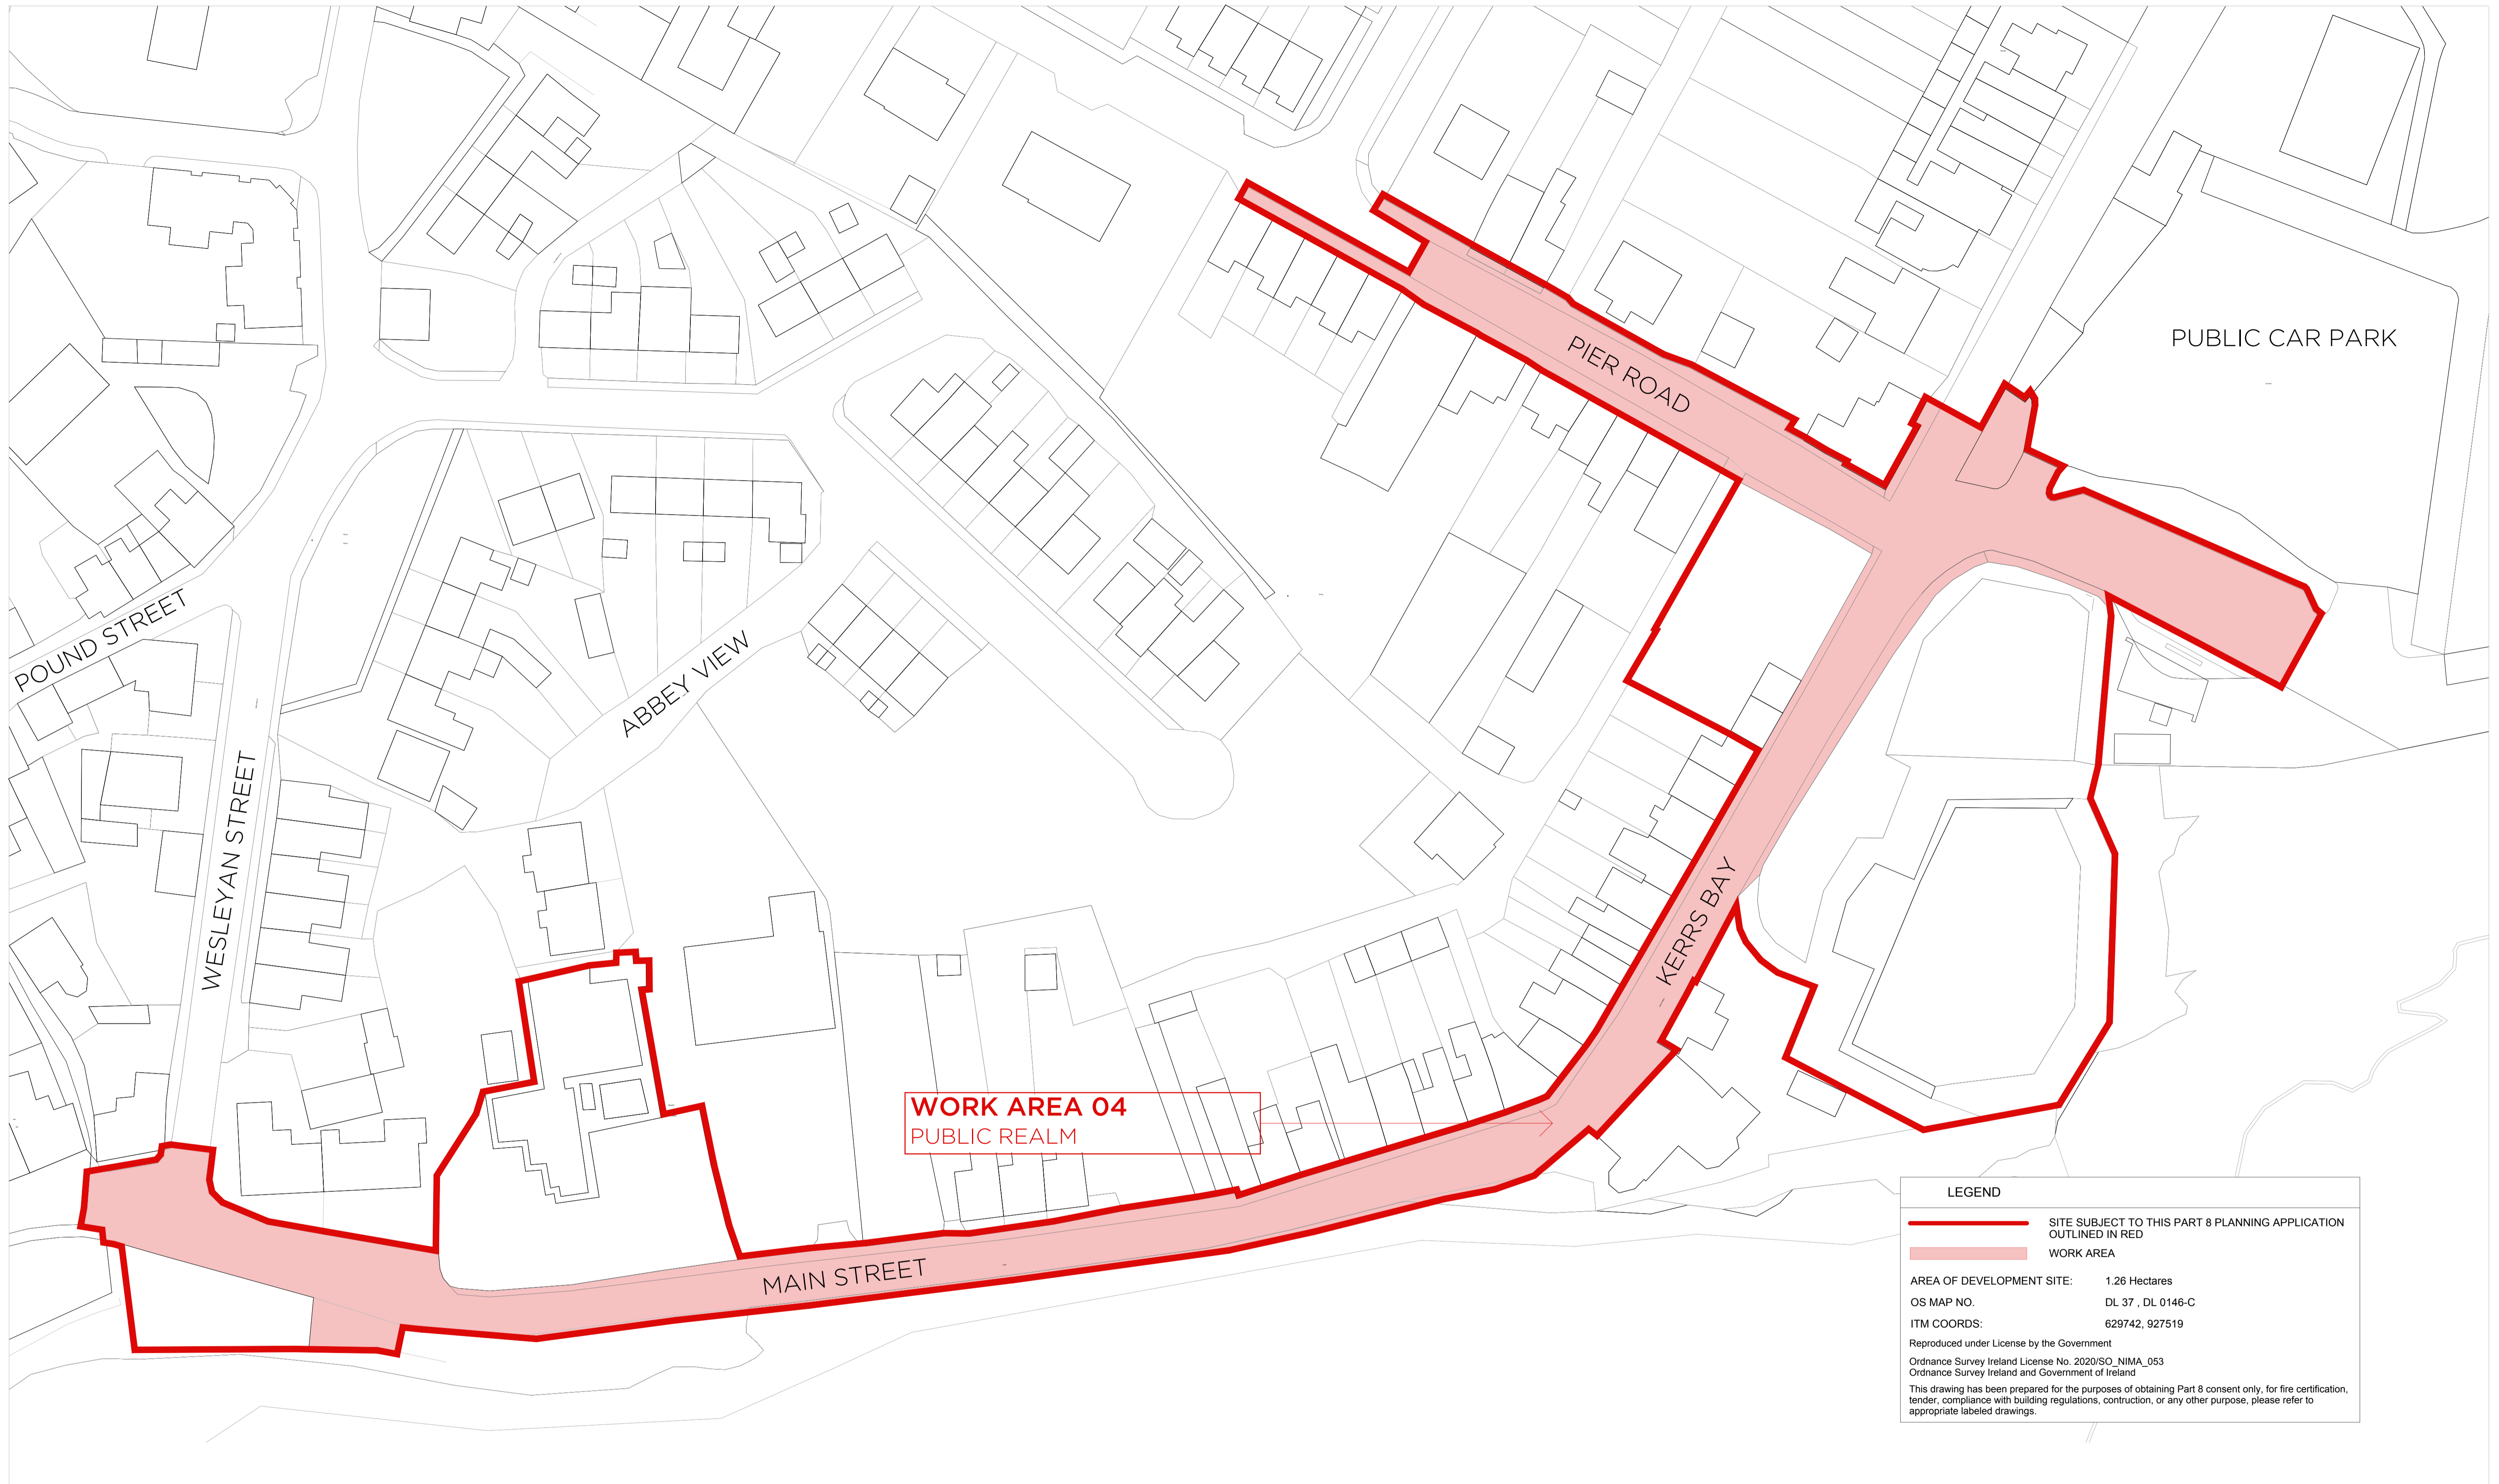 PUBLIC CAR PARK
PIER ROAD
POUND STREET
ABBEY VIEW
WESLEYAN STREET
KERRS BAY
WORK AREA 04
PUBLIC REALM
MAIN STREET
LEGEND
SITE SUBJECT TO THIS PART 8 PLANNING APPLICATION
OUTLINED IN RED
WORK AREA
AREA OF DEVELOPMENT SITE: 1.26 Hectares
OS MAP NO. DL 37 , DL 0146-C
ITM COORDS: 629742, 927519
Reproduced under License by the Government
Ordnance Survey Ireland License No. 2020/SO_NIMA_053
Ordnance Survey Ireland and Government of Ireland
This drawing has been prepared for the purposes of obtaining Part 8 consent only, for fire certification,
tender, compliance with building regulations, contruction, or any other purpose, please refer to
appropriate labeled drawings.